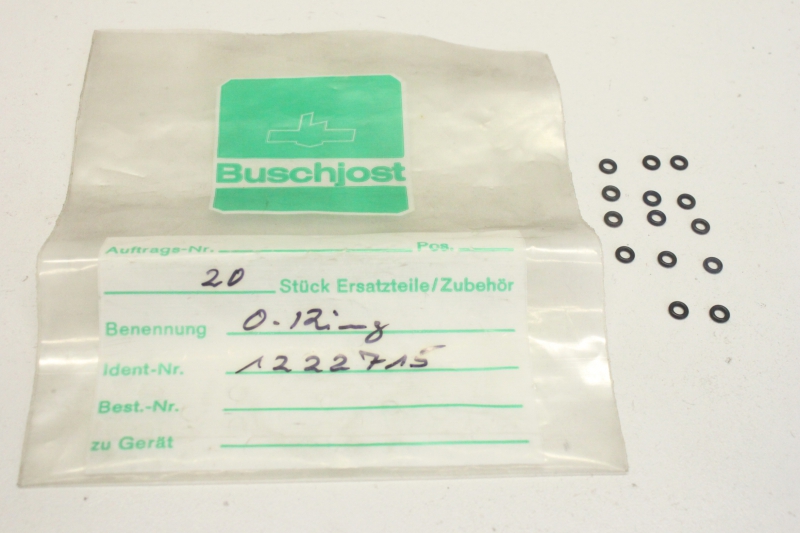 Buschjost
Auftrags-Nr. Pos.
20 Stück Ersatzteile/Zubehör
Benennung O-Ring
Ident-Nr. 1222715
Best.-Nr.
zu Gerät